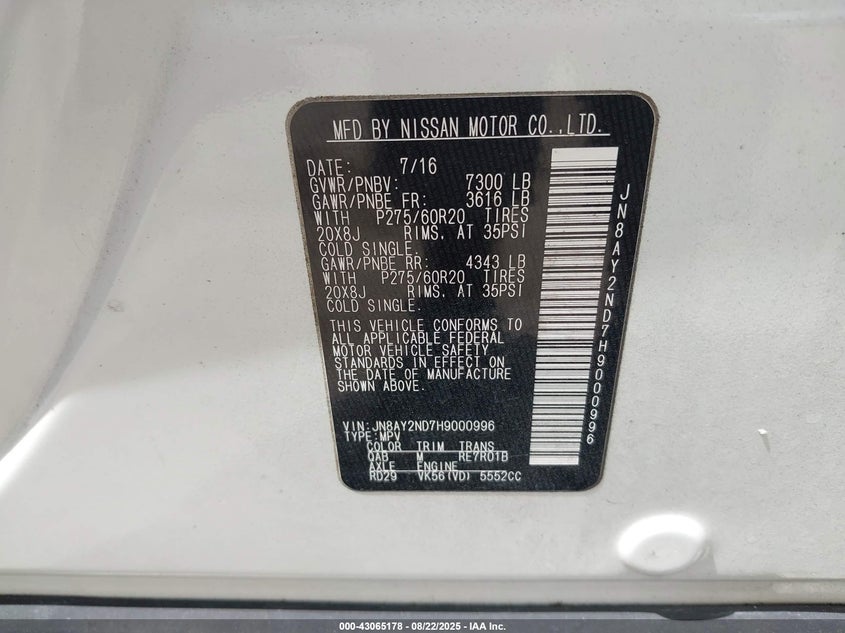 MFD BY NISSAN MOTOR CO.,LTD.
DATE: 7/16
GVWR/PNBV: 7300 LB
GAWR/PNBE FR: 3616 LB
WITH P275/60R20 TIRES
20X8J RIMS, AT 35PSI
COLD SINGLE.
GAWR/PNBE RR: 4343 LB
WITH P275/60R20 TIRES
20X8J RIMS, AT 35PSI
COLD SINGLE.
THIS VEHICLE CONFORMS TO
ALL APPLICABLE FEDERAL
MOTOR VEHICLE SAFETY
STANDARDS IN EFFECT ON
THE DATE OF MANUFACTURE
SHOWN ABOVE.
VIN:JN8AY2ND7H9000996
TYPE:MPV
COLOR TRIM TRANS
QAB M RE7R01B
AXLE ENGINE
RD29 VK56(VD) 5552CC
JN8AY2ND7H9000996
000-43065178 - 08/22/2025 - IAA Inc.